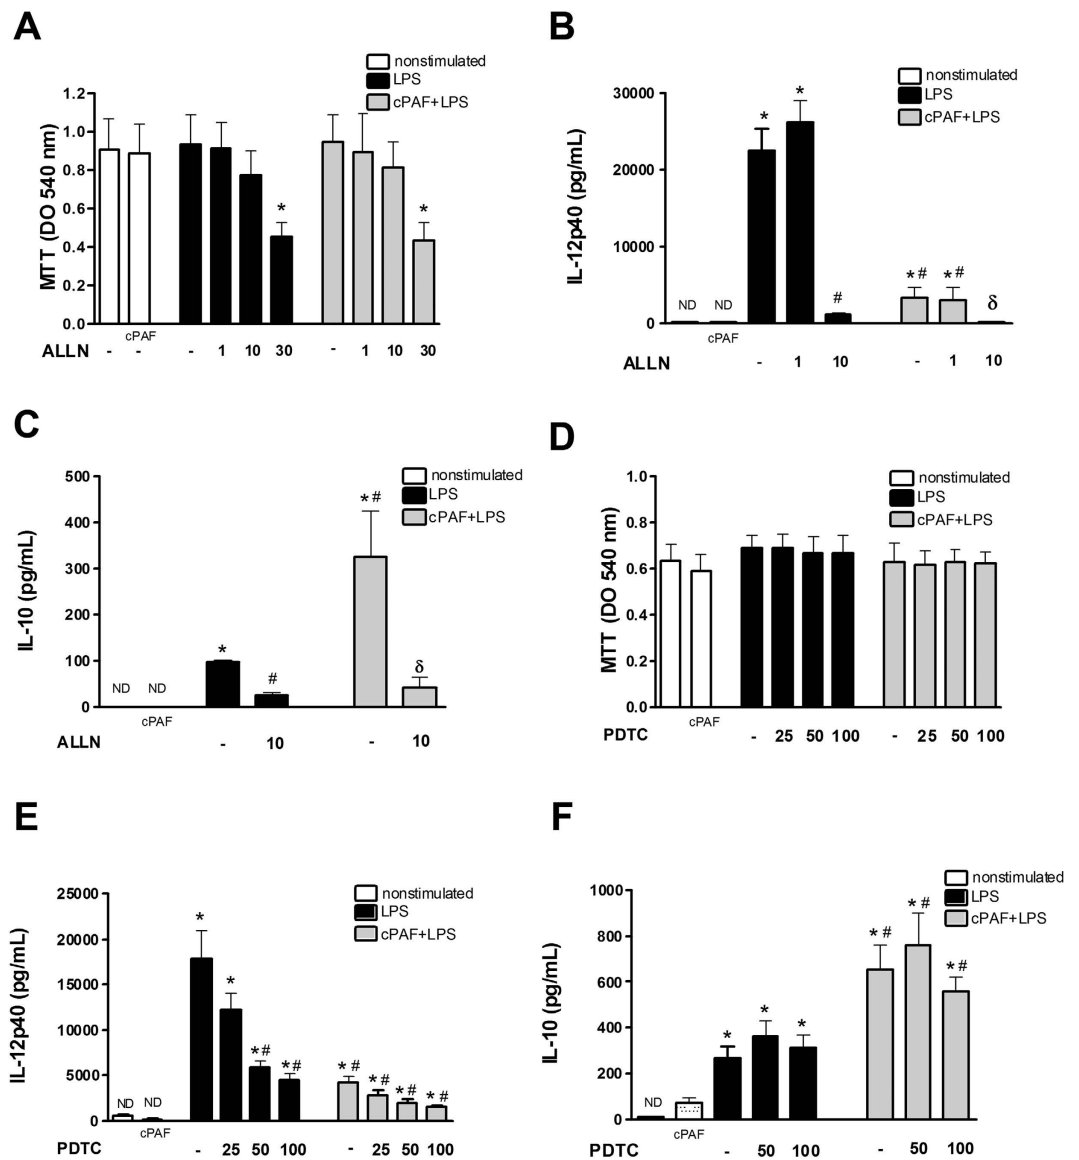 A
nonstimulated
LPS
cPAF+LPS
MTT (DO 540 nm)
1.2
1.0
0.8
0.6
0.4
0.2
0.0
*
*
cPAF
ALLN - - - 1 10 30 - 1 10 30
B
nonstimulated
LPS
cPAF+LPS
IL-12p40 (pg/mL)
30000
20000
10000
0
ND ND * * # *# *# δ
cPAF
ALLN - 1 10 - 1 10
C
nonstimulated
LPS
cPAF+LPS
IL-10 (pg/mL)
500
400
300
200
100
0
ND ND * # *# δ
cPAF
ALLN - 10 - 10
D
nonstimulated
LPS
cPAF+LPS
MTT (DO 540 nm)
1.0
0.8
0.6
0.4
0.2
0.0
cPAF
PDTC - 25 50 100 - 25 50 100
E
nonstimulated
LPS
cPAF+LPS
IL-12p40 (pg/mL)
25000
20000
15000
10000
5000
0
ND ND * * *# *# *# *# *# *#
cPAF
PDTC - 25 50 100 - 25 50 100
F
nonstimulated
LPS
cPAF+LPS
IL-10 (pg/mL)
1000
800
600
400
200
0
ND * * * *# *# *#
cPAF
PDTC - 50 100 - 50 100